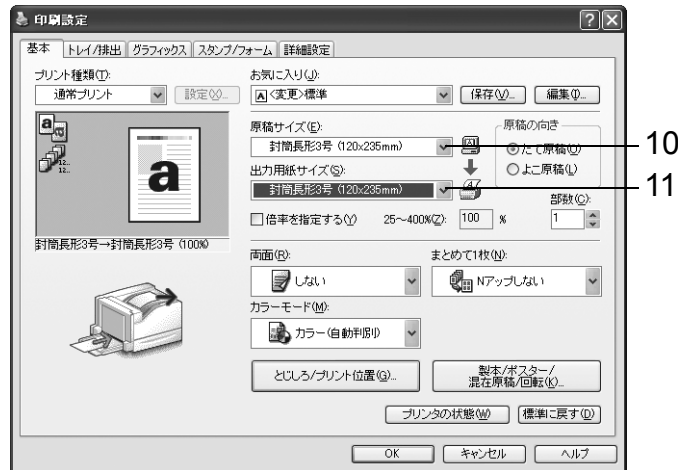 印刷設定
基本 トレイ/排出 グラフィックス スタンプ/フォーム 詳細設定
プリント種類(T): お気に入り(J):
通常プリント 設定(X)... A <変更>標準 保存(V)... 編集(I)...
原稿サイズ(E): 原稿の向き
封筒長形3号 (120x235mm) たて原稿(O) 10
出力用紙サイズ(S): よこ原稿(L)
封筒長形3号 (120x235mm) 11
部数(C):
倍率を指定する(Y) 25~400%(Z): 100 % 1
封筒長形3号→封筒長形3号 (100%)
両面(R): まとめて1枚(N):
しない Nアップしない
カラーモード(M):
カラー(自動判別)
とじしろ/プリント位置(G)... 製本/ポスター/
混在原稿/回転(K)...
プリンタの状態(W) 標準に戻す(D)
OK キャンセル ヘルプ